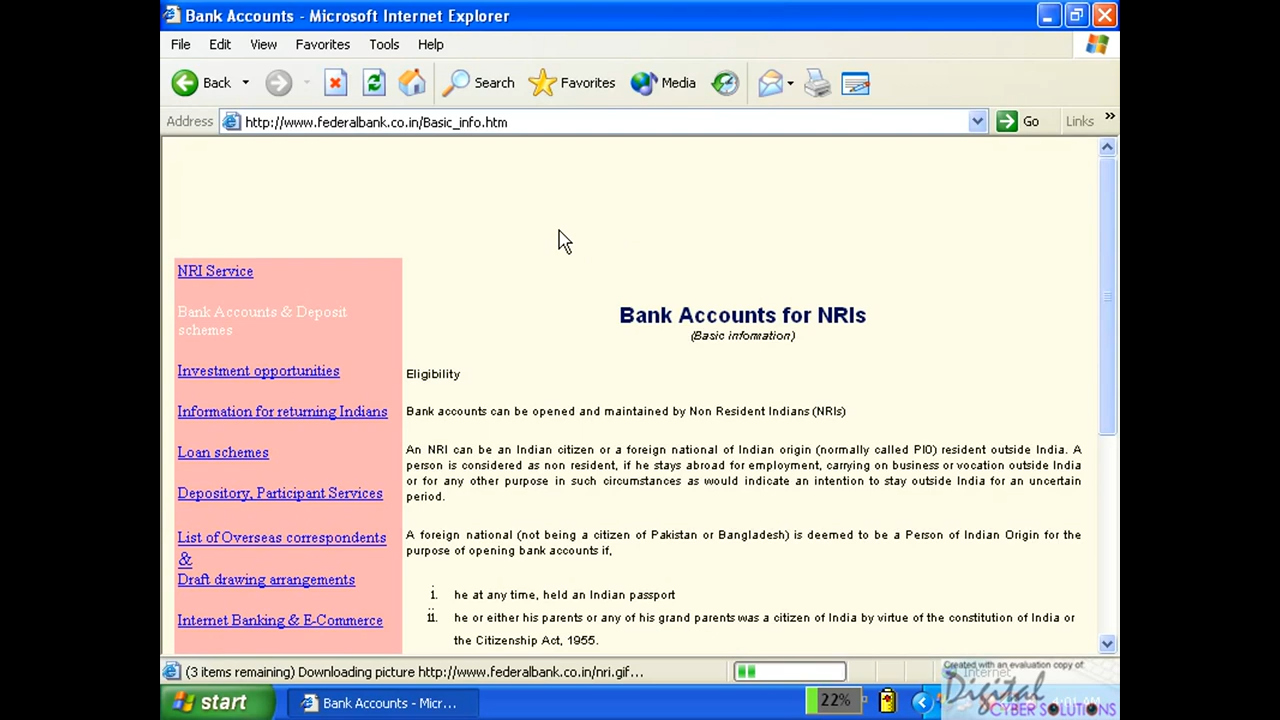 Bank Accounts - Microsoft Internet Explorer
File Edit View Favorites Tools Help
Back Search Favorites Media
Address http://www.federalbank.co.in/Basic_info.htm Go Links »
NRI Service
Bank Accounts & Deposit
schemes
Investment opportunities
Information for returning Indians
Loan schemes
Depository, Participant Services
List of Overseas correspondents
&
Draft drawing arrangements
Internet Banking & E-Commerce
Bank Accounts for NRIs
(Basic information)
Eligibility
Bank accounts can be opened and maintained by Non Resident Indians (NRIs)
An NRI can be an Indian citizen or a foreign national of Indian origin (normally called PIO) resident outside India. A
person is considered as non resident, if he stays abroad for employment, carrying on business or vocation outside India
or for any other purpose in such circumstances as would indicate an intention to stay outside India for an uncertain
period.
A foreign national (not being a citizen of Pakistan or Bangladesh) is deemed to be a Person of Indian Origin for the
purpose of opening bank accounts if,
i. he at any time, held an Indian passport
ii. he or either his parents or any of his grand parents was a citizen of India by virtue of the constitution of India or
the Citizenship Act, 1955.
(3 items remaining) Downloading picture http://www.federalbank.co.in/nri.gif...
Internet
Created with an evaluation copy of
Digital
CYBER SOLUTIONS
start Bank Accounts - Micr... 22%